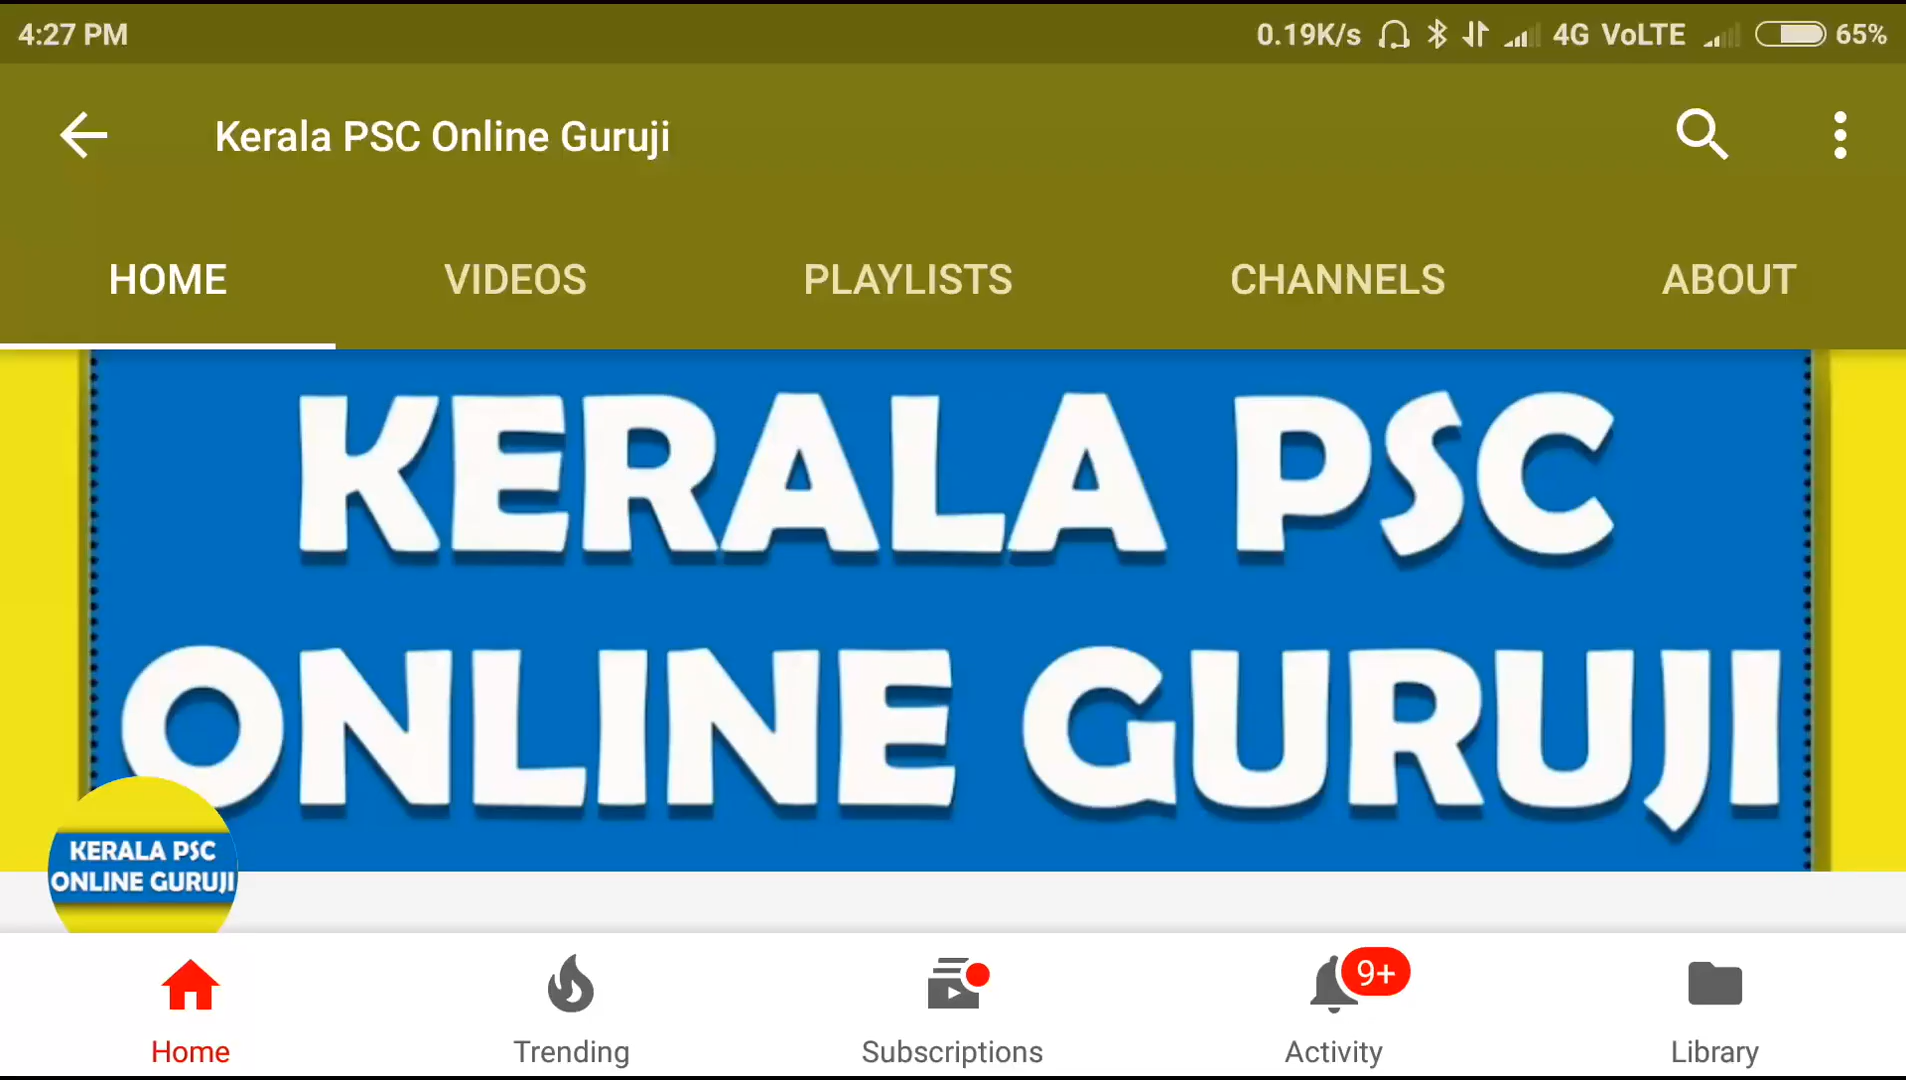 4:27 PM 0.19K/s 4G VoLTE 65%
Kerala PSC Online Guruji
HOME VIDEOS PLAYLISTS CHANNELS ABOUT
KERALA PSC
ONLINE GURUJI
KERALA PSC
ONLINE GURUJI
9+
Home Trending Subscriptions Activity Library